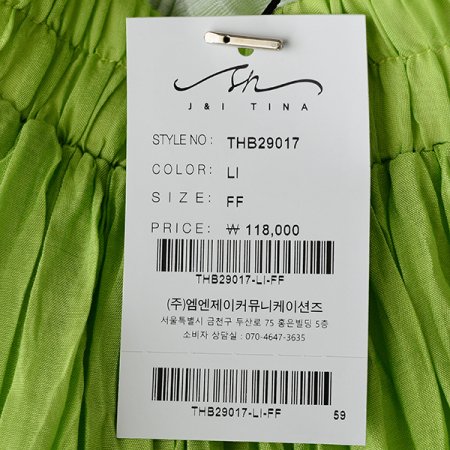 sn
J & I TINA
STYLE NO : THB29017
COLOR: LI
SIZE: FF
PRICE: ₩ 118,000
THB29017-LI-FF
(주)엠엔제이커뮤니케이션즈
서울특별시 금천구 두산로 75 홍은빌딩 5층
소비자 상담실 : 070-4647-3635
THB29017-LI-FF 59